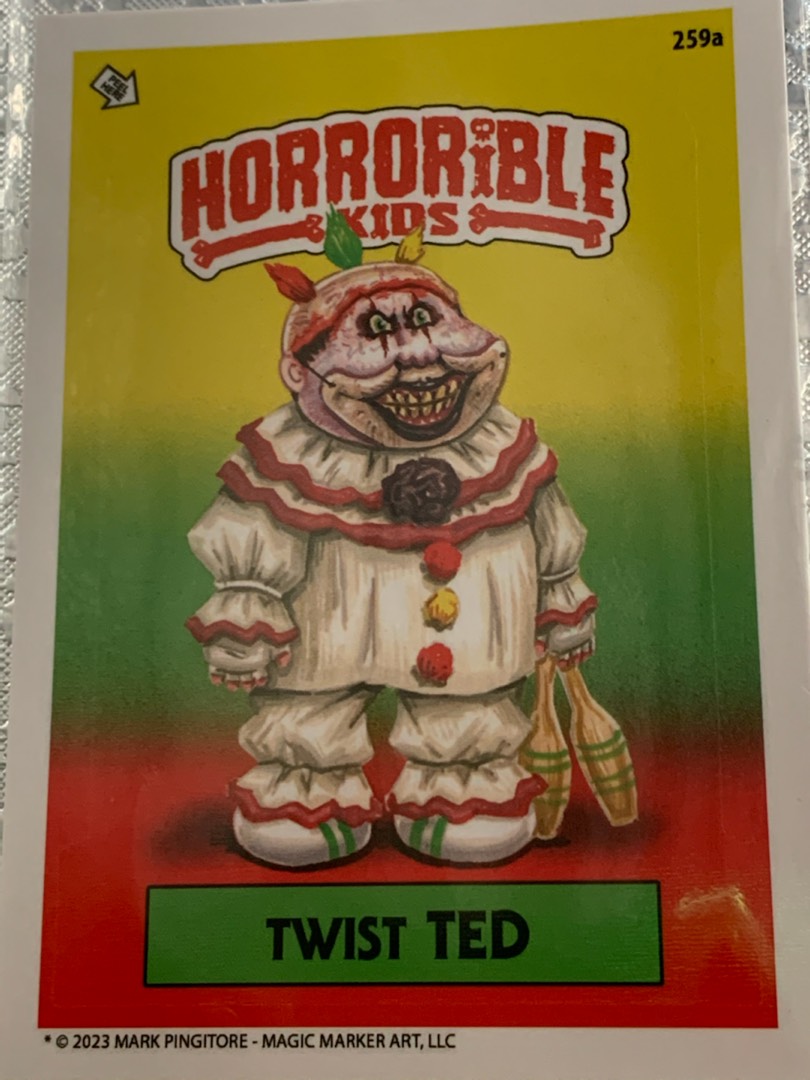 259a
PEEL
HERE
HORRORiBLE
KIDS
TWIST TED
* © 2023 MARK PINGITORE - MAGIC MARKER ART, LLC